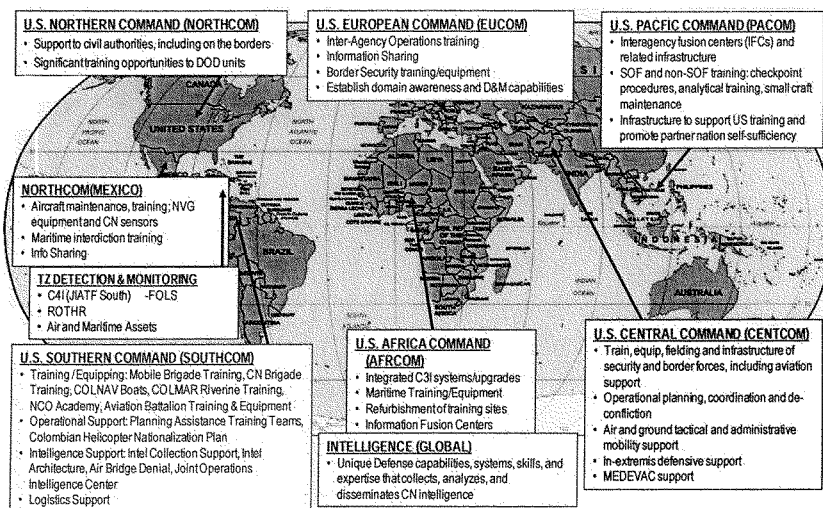 U.S. NORTHERN COMMAND (NORTHCOM)
• Support to civil authorities, including on the borders
• Significant training opportunities to DOD units
U.S. EUROPEAN COMMAND (EUCOM)
• Inter-Agency Operations training
• Information Sharing
• Border Security training/equipment
• Establish domain awareness and D&M capabilities
U.S. PACFIC COMMAND (PACOM)
• Interagency fusion centers (IFCs) and
related infrastructure
• SOF and non-SOF training: checkpoint
procedures, analytical training, small craft
maintenance
• Infrastructure to support US training and
promote partner nation self-sufficiency
CANADA
UNITED STATES
NORTH
PACIFIC
OCEAN
NORTH
ATLANTIC
OCEAN
ALGERIA
LIBYA
INDIA
PHILIPPINES
INDONESIA
BRAZIL
AUSTRALIA
ARGENTINA
NORTHCOM (MEXICO)
• Aircraft maintenance, training; NVG
equipment and CN sensors
• Maritime interdiction training
• Info Sharing
TZ DETECTION & MONITORING
• C4I (JIATF South) -FOLS
• ROTHR
• Air and Maritime Assets
U.S. SOUTHERN COMMAND (SOUTHCOM)
• Training / Equipping: Mobile Brigade Training, CN Brigade
Training, COLNAV Boats, COLMAR Riverine Training,
NCO Academy, Aviation Battalion Training & Equipment
• Operational Support: Planning Assistance Training Teams,
Colombian Helicopter Nationalization Plan
• Intelligence Support: Intel Collection Support, Intel
Architecture, Air Bridge Denial, Joint Operations
Intelligence Center
• Logistics Support
U.S. AFRICA COMMAND
(AFRCOM)
• Integrated C3I systems/upgrades
• Maritime Training/Equipment
• Refurbishment of training sites
• Information Fusion Centers
INTELLIGENCE (GLOBAL)
• Unique Defense capabilities, systems, skills, and
expertise that collects, analyzes, and
disseminates CN intelligence
U.S. CENTRAL COMMAND (CENTCOM)
• Train, equip, fielding and infrastructure of
security and border forces, including aviation
support
• Operational planning, coordination and de-
confliction
• Air and ground tactical and administrative
mobility support
• In-extremis defensive support
• MEDEVAC support